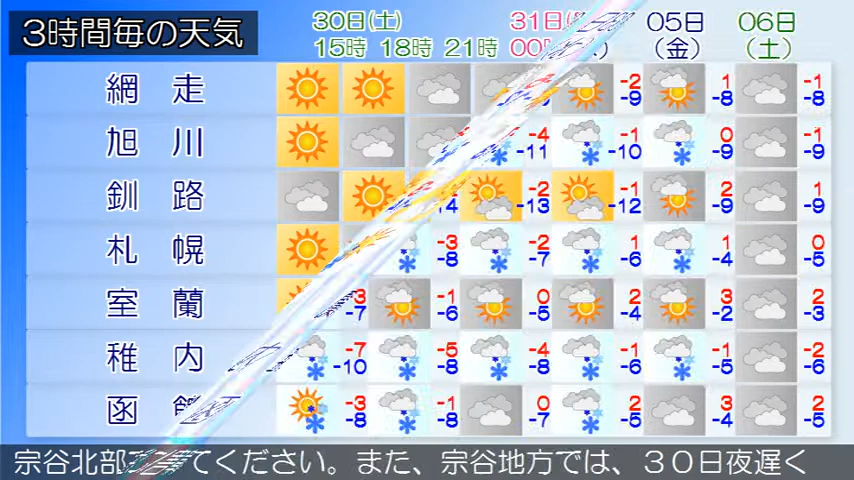 3時間毎の天気
30日(土) 31日 05日 06日
15時 18時 21時 00 (金) (土)
網走 -2 -9 1 -8 -1 -8
旭川 -4 -11 -1 -10 0 -9 -1 -9
釧路 14 -2 -13 -1 -12 2 -9 1 -9
札幌 -3 -8 -2 -7 1 -6 1 -4 0 -5
室蘭 3 -7 -1 -6 0 -5 2 -4 3 -2 2 -3
稚内 -7 -10 -5 -8 -4 -8 -1 -6 -1 -5 -2 -6
函 -3 -8 -1 -8 0 -7 2 -5 3 -4 2 -5
宗谷北部 てください。また、宗谷地方では、30日夜遅く